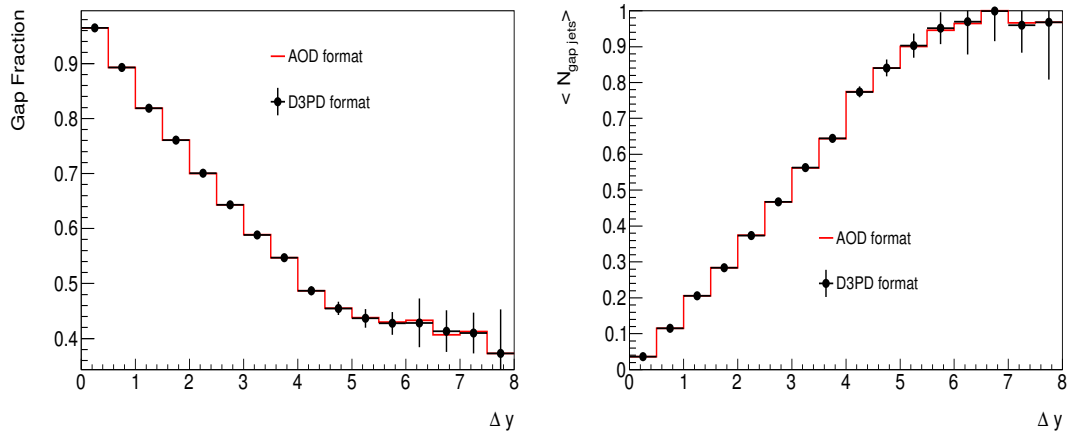 Gap Fraction
0.9
0.8
0.7
0.6
0.5
0.4
AOD format
D3PD format
0 1 2 3 4 5 6 7 8
Δ y
< N gap jets >
1
0.9
0.8
0.7
0.6
0.5
0.4
0.3
0.2
0.1
0
AOD format
D3PD format
0 1 2 3 4 5 6 7 8
Δ y